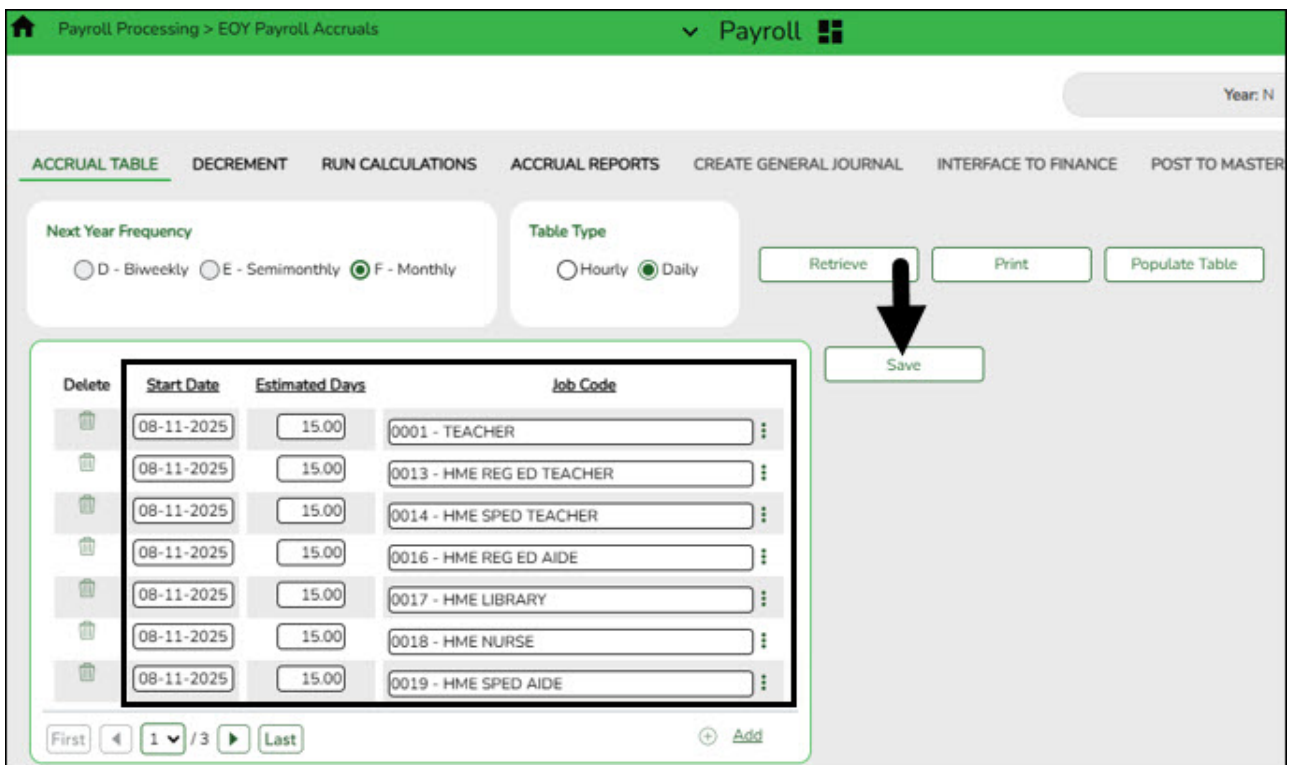 Payroll Processing > EOY Payroll Accruals
Payroll
Year: N
ACCRUAL TABLE DECREMENT RUN CALCULATIONS ACCRUAL REPORTS CREATE GENERAL JOURNAL INTERFACE TO FINANCE POST TO MASTER
Next Year Frequency
D - Biweekly E - Semimonthly F - Monthly
Table Type
Hourly Daily
Retrieve Print Populate Table
Save
Delete Start Date Estimated Days Job Code
08-11-2025 15.00 0001 - TEACHER
08-11-2025 15.00 0013 - HME REG ED TEACHER
08-11-2025 15.00 0014 - HME SPED TEACHER
08-11-2025 15.00 0016 - HME REG ED AIDE
08-11-2025 15.00 0017 - HME LIBRARY
08-11-2025 15.00 0018 - HME NURSE
08-11-2025 15.00 0019 - HME SPED AIDE
First 1 / 3 Last Add